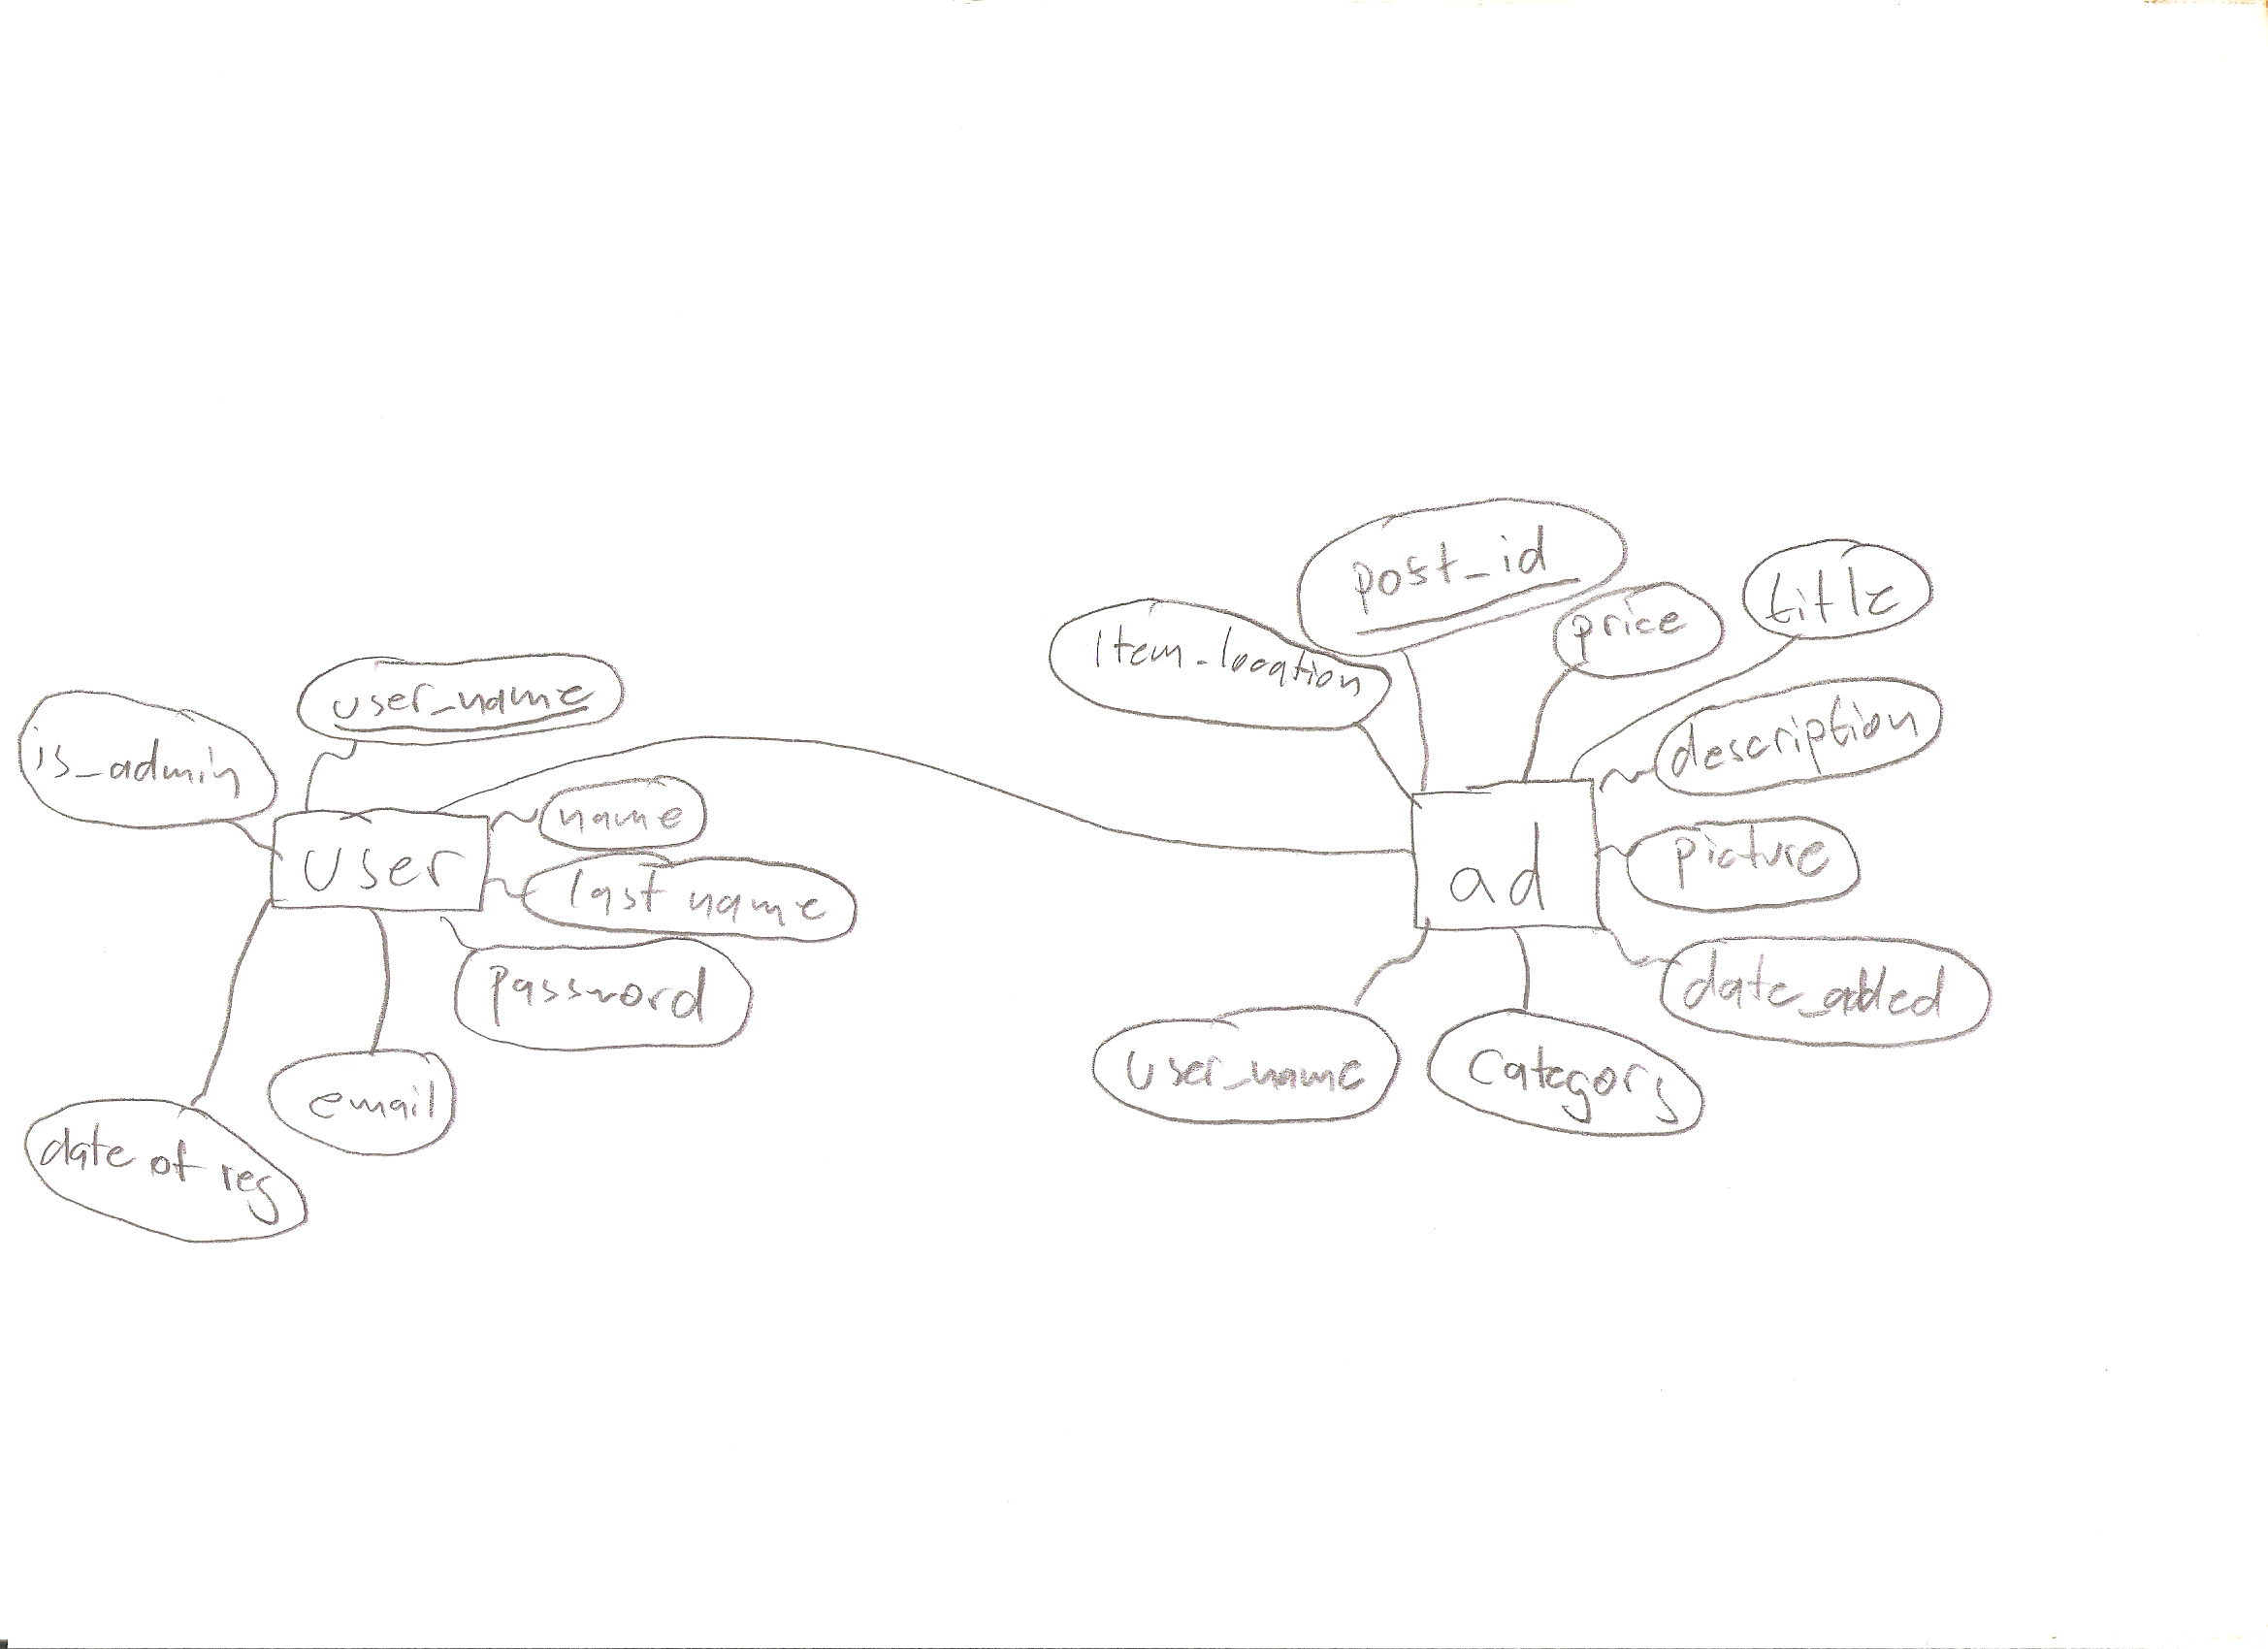 post_id
title
price
Item_location
user_name
description
is_admin
name
user
last name
picture
ad
password
date_added
user_name
category
email
date of reg